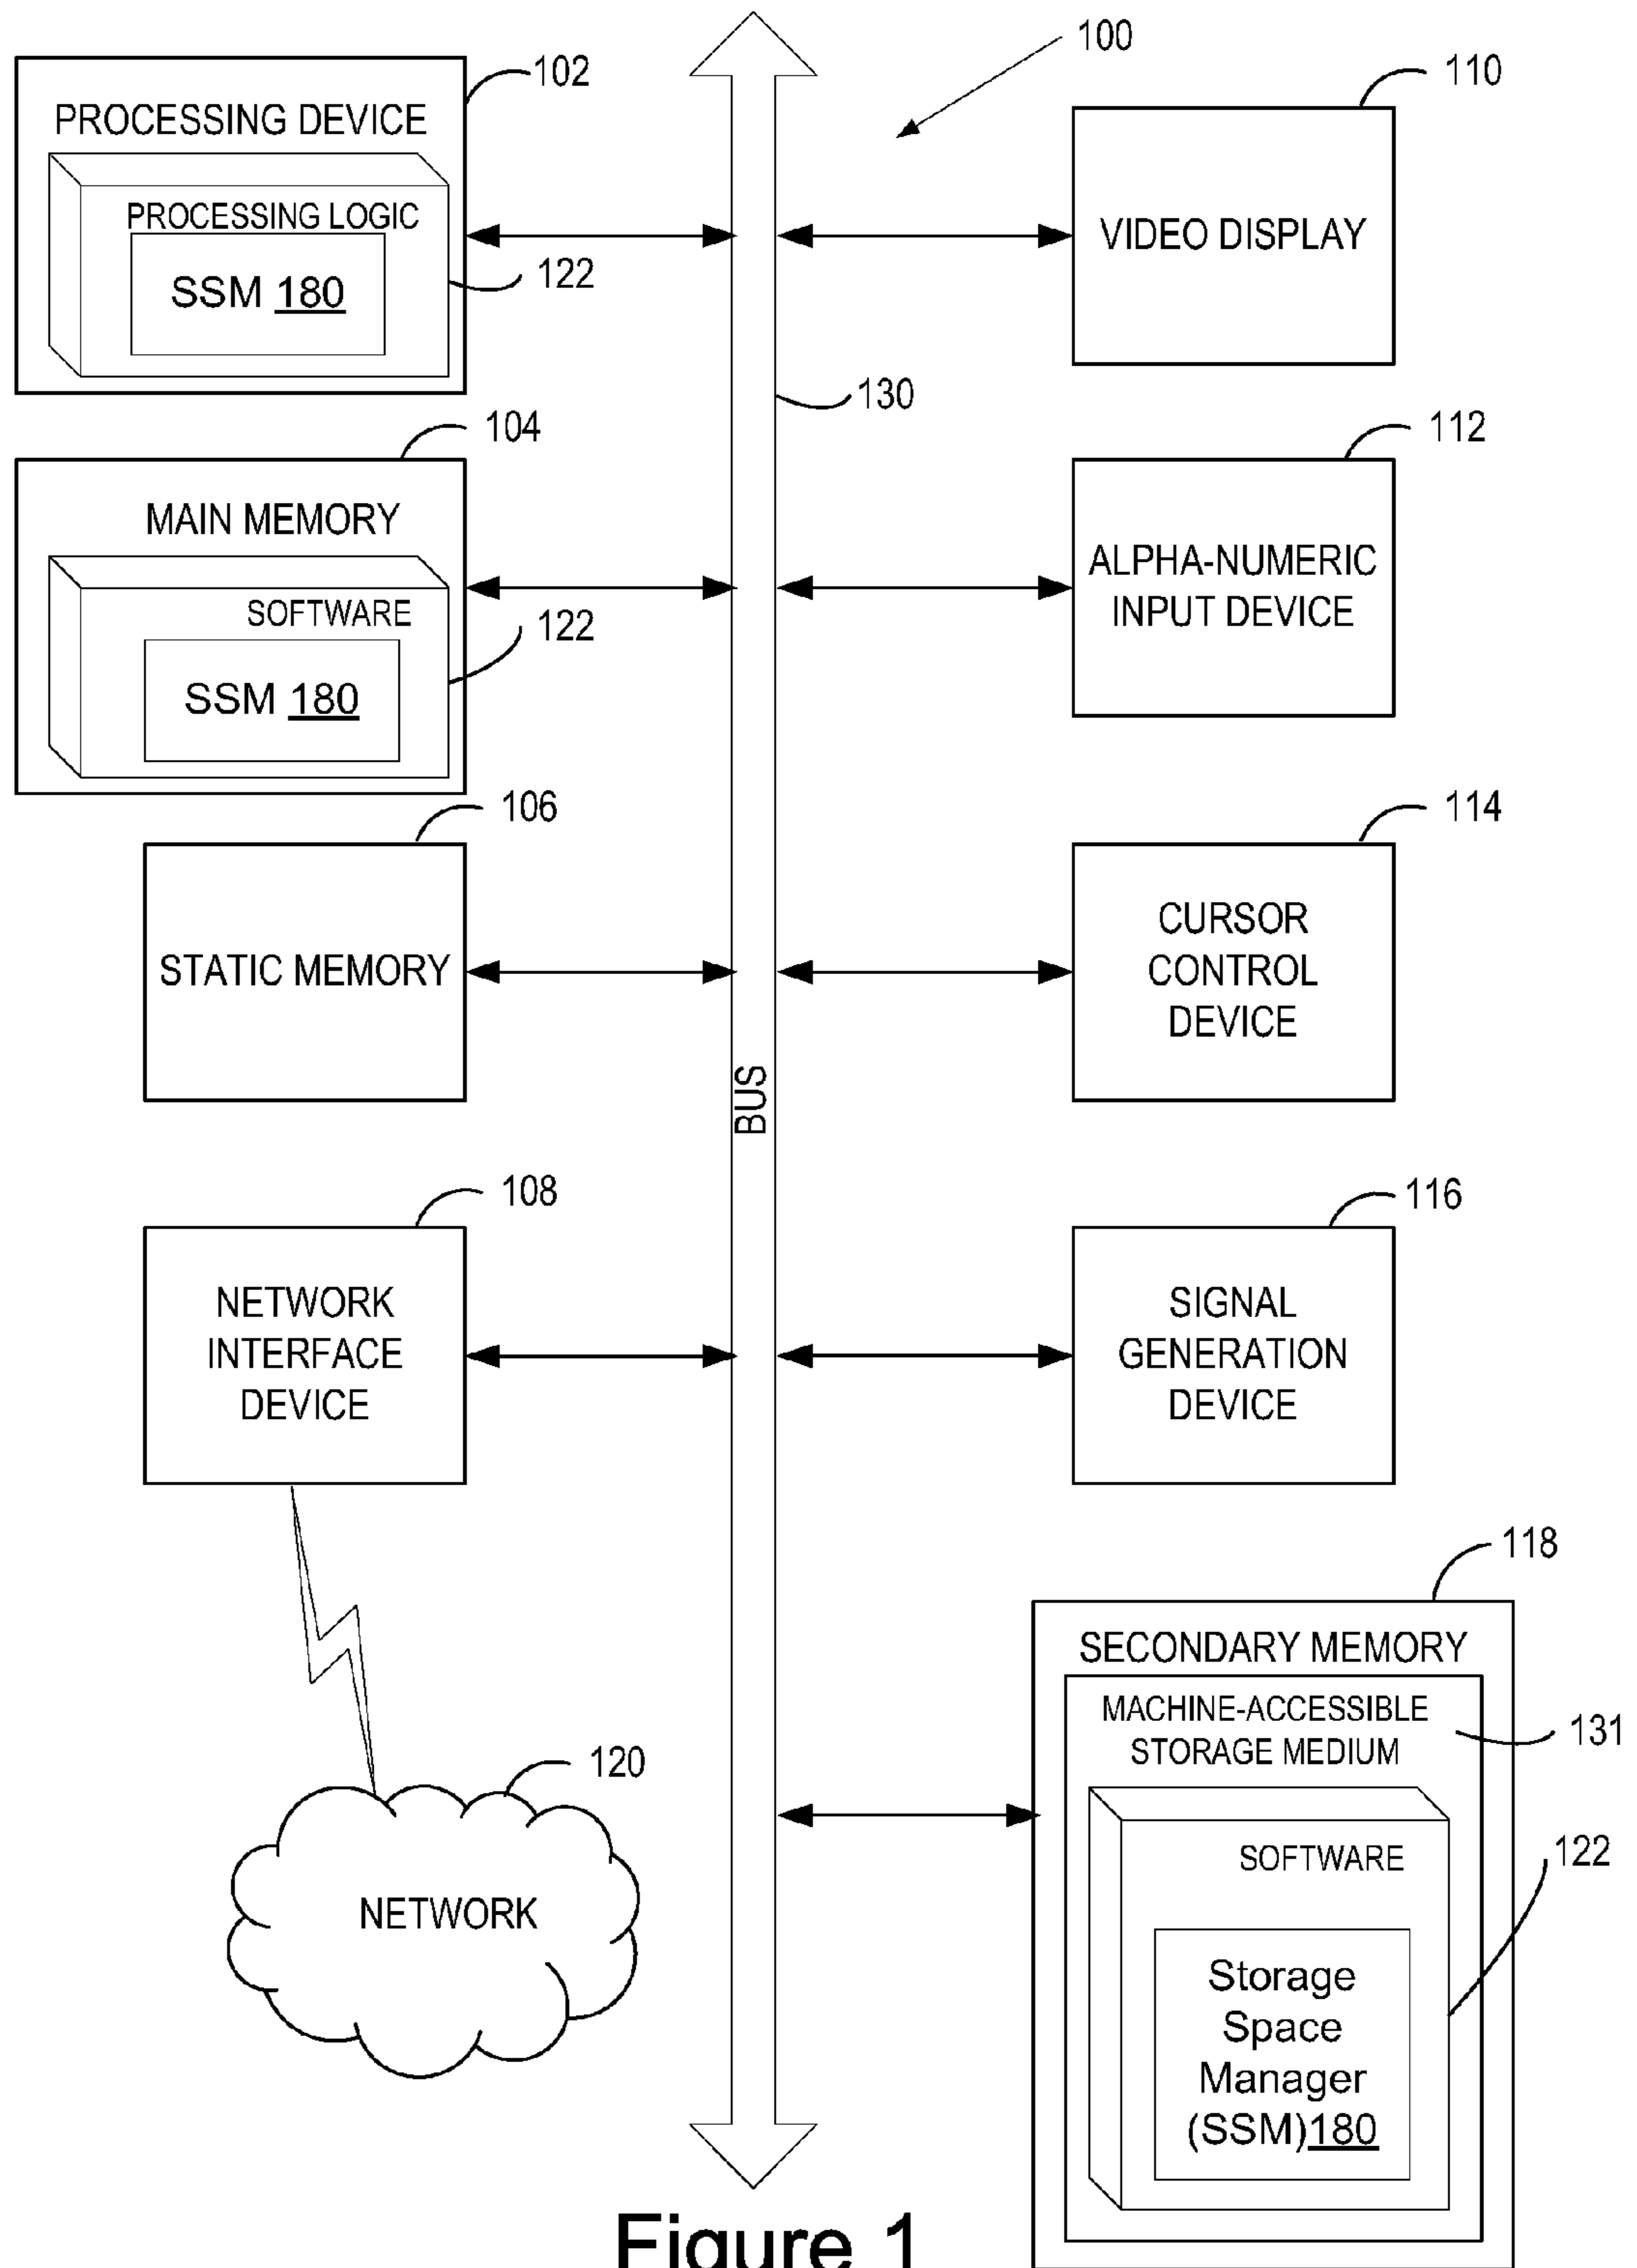 100
102
PROCESSING DEVICE
PROCESSING LOGIC
SSM 180
122
110
VIDEO DISPLAY
130
104
MAIN MEMORY
SOFTWARE
SSM 180
122
112
ALPHA-NUMERIC
INPUT DEVICE
106
STATIC MEMORY
114
CURSOR
CONTROL
DEVICE
BUS
108
NETWORK
INTERFACE
DEVICE
116
SIGNAL
GENERATION
DEVICE
118
SECONDARY MEMORY
MACHINE-ACCESSIBLE
STORAGE MEDIUM
131
SOFTWARE
122
Storage
Space
Manager
(SSM)180
120
NETWORK
Figure 1